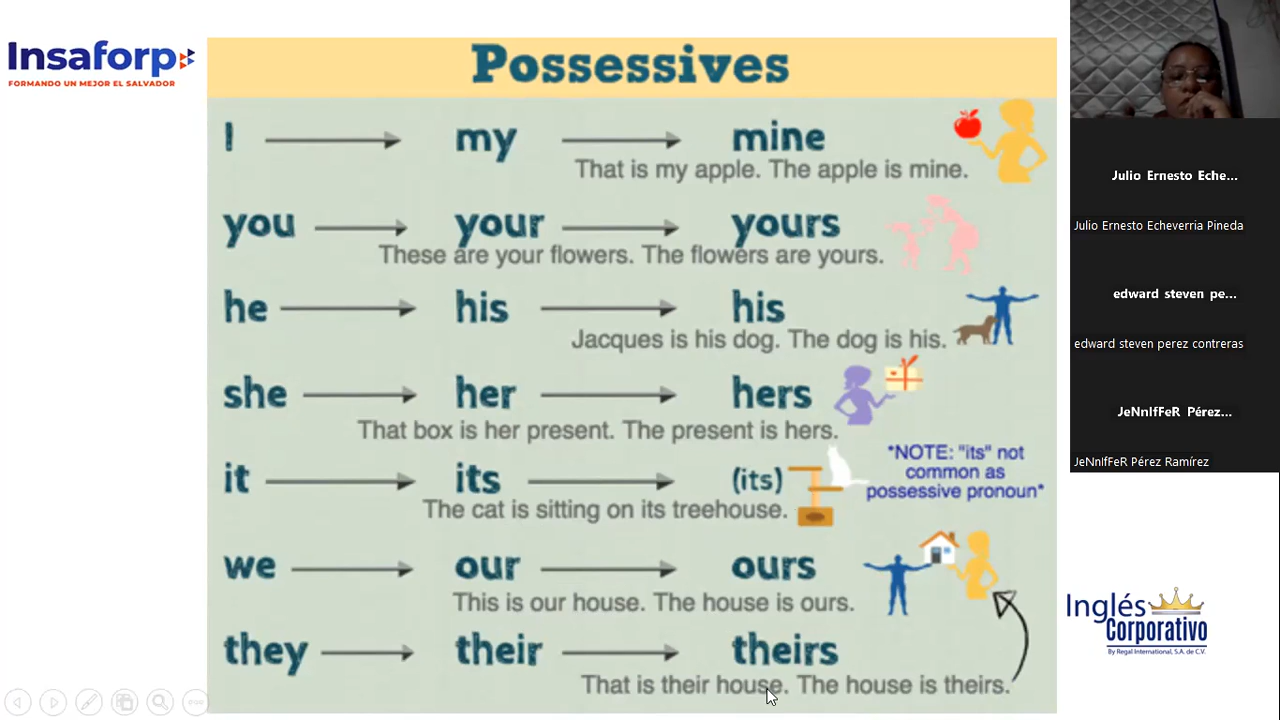 Insaforp
FORMANDO UN MEJOR EL SALVADOR
Possessives
I my mine
That is my apple. The apple is mine.
you your yours
These are your flowers. The flowers are yours.
he his his
Jacques is his dog. The dog is his.
she her hers
That box is her present. The present is hers.
it its (its)
*NOTE: "its" not
common as
possessive pronoun*
The cat is sitting on its treehouse.
we our ours
This is our house. The house is ours.
they their theirs
That is their house. The house is theirs.
Julio Ernesto Eche...
Julio Ernesto Echeverria Pineda
edward steven pe...
edward steven perez contreras
JeNnIfFeR Pérez...
JeNnIfFeR Pérez Ramírez
Inglés
Corporativo
By Regal International, S.A. de C.V.